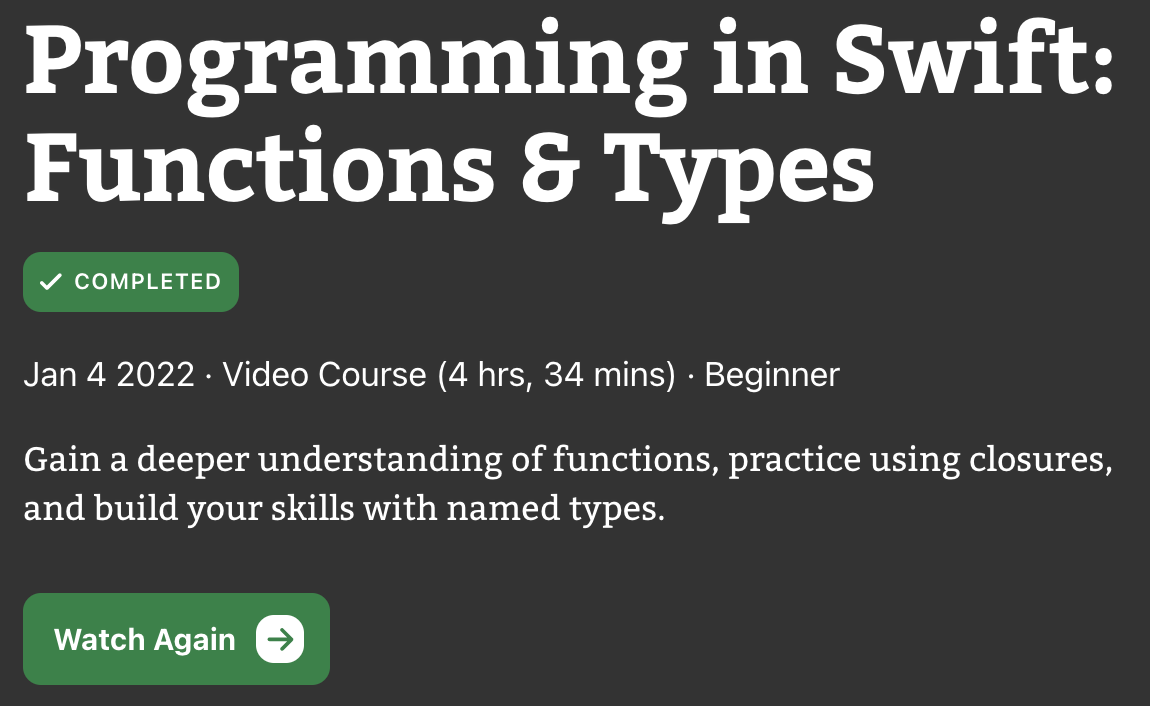 Programming in Swift:
Functions & Types
COMPLETED
Jan 4 2022 · Video Course (4 hrs, 34 mins) · Beginner
Gain a deeper understanding of functions, practice using closures,
and build your skills with named types.
Watch Again